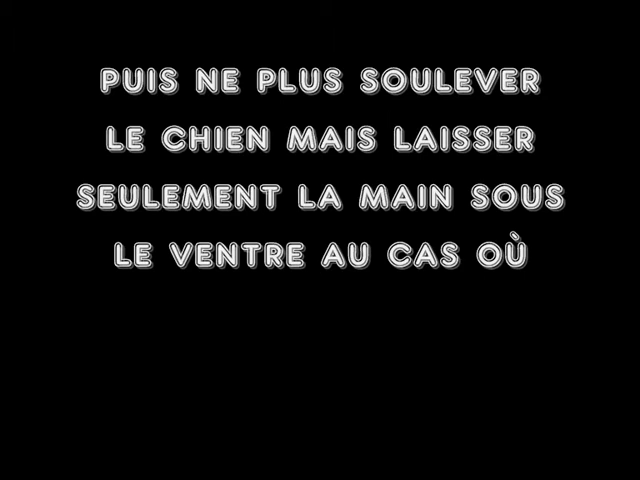 PUIS NE PLUS SOULEVER
LE CHIEN MAIS LAISSER
SEULEMENT LA MAIN SOUS
LE VENTRE AU CAS OÙ